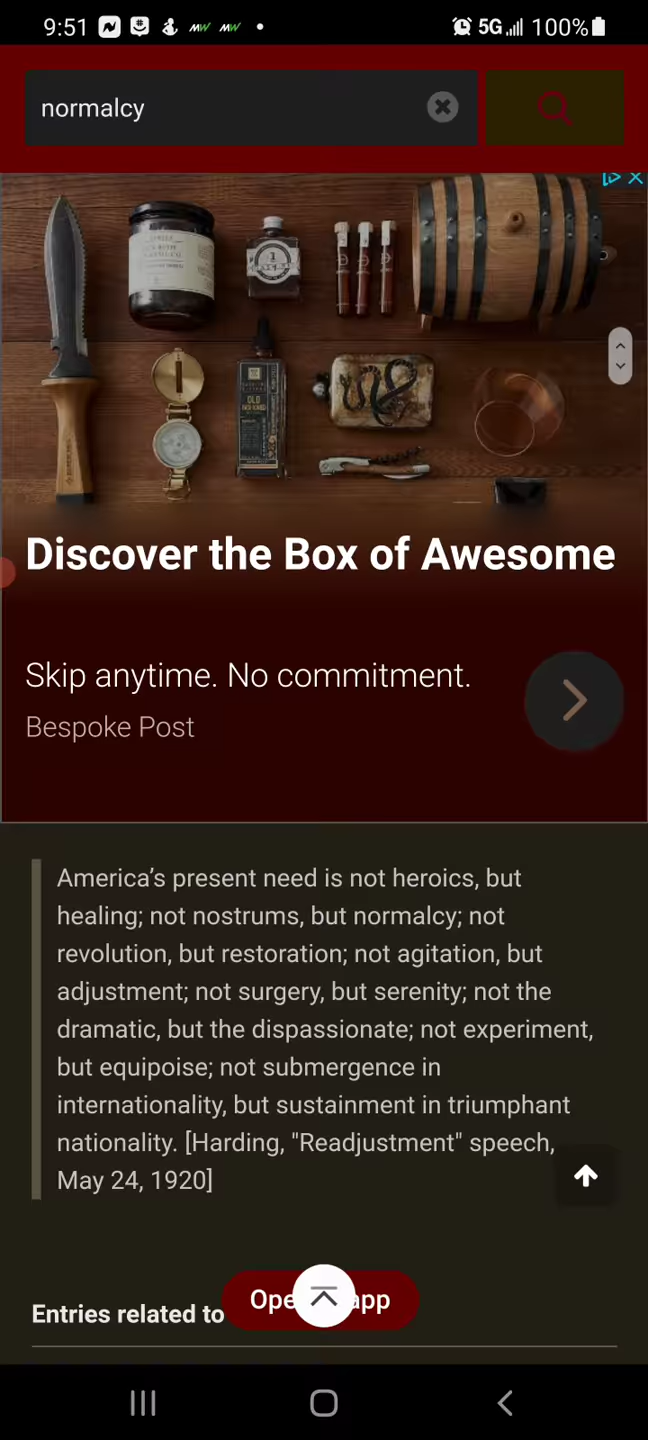 9:51
5G 100%
normalcy
OLD
Discover the Box of Awesome
Skip anytime. No commitment.
Bespoke Post
America’s present need is not heroics, but
healing; not nostrums, but normalcy; not
revolution, but restoration; not agitation, but
adjustment; not surgery, but serenity; not the
dramatic, but the dispassionate; not experiment,
but equipoise; not submergence in
internationality, but sustainment in triumphant
nationality. [Harding, "Readjustment" speech,
May 24, 1920]
Entries related to
app